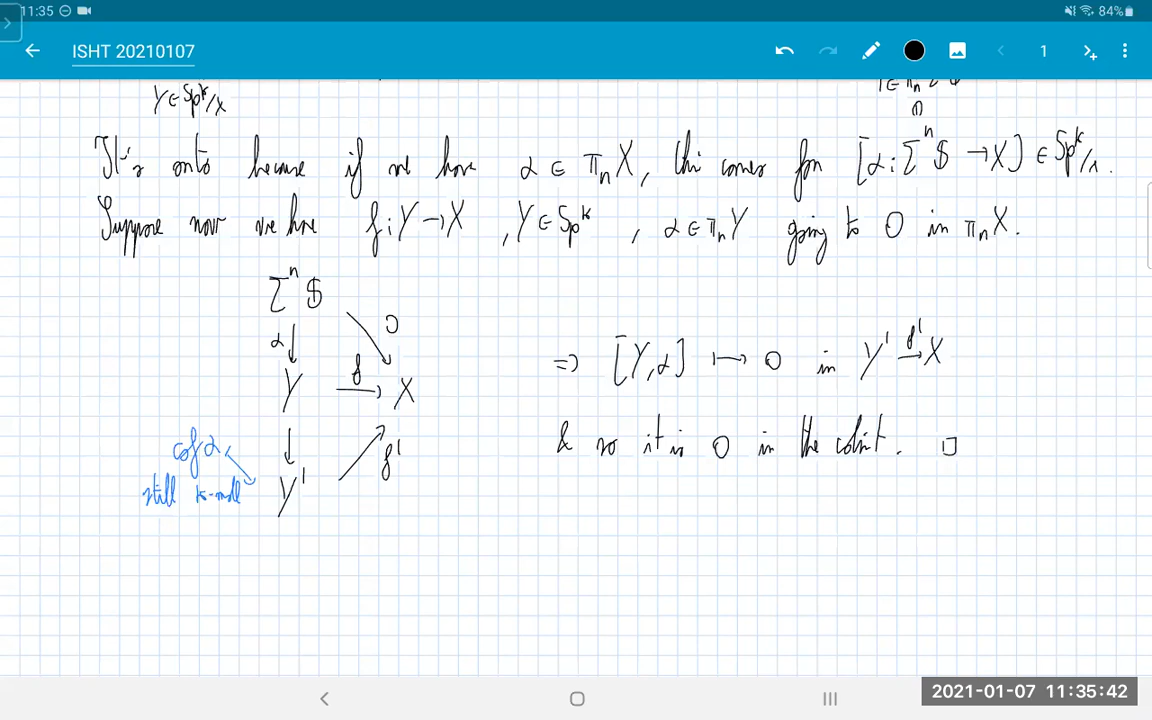 11:35
84%
ISHT 20210107
1
Y ∈ Sp^κ/X
It's onto because if we have α ∈ π_n X, this comes from [α: Σ^n $ → X] ∈ Sp^κ/X.
Suppose now we have f: Y → X, Y ∈ Sp^κ, α ∈ π_n Y going to 0 in π_n X.
Σ^n $
α 0
Y f X
⇒ [Y, α] ↦ 0 in Y' →^{f'} X
cof α
still κ-small
Y' f'
& so it is 0 in the colimit. □
2021-01-07 11:35:42